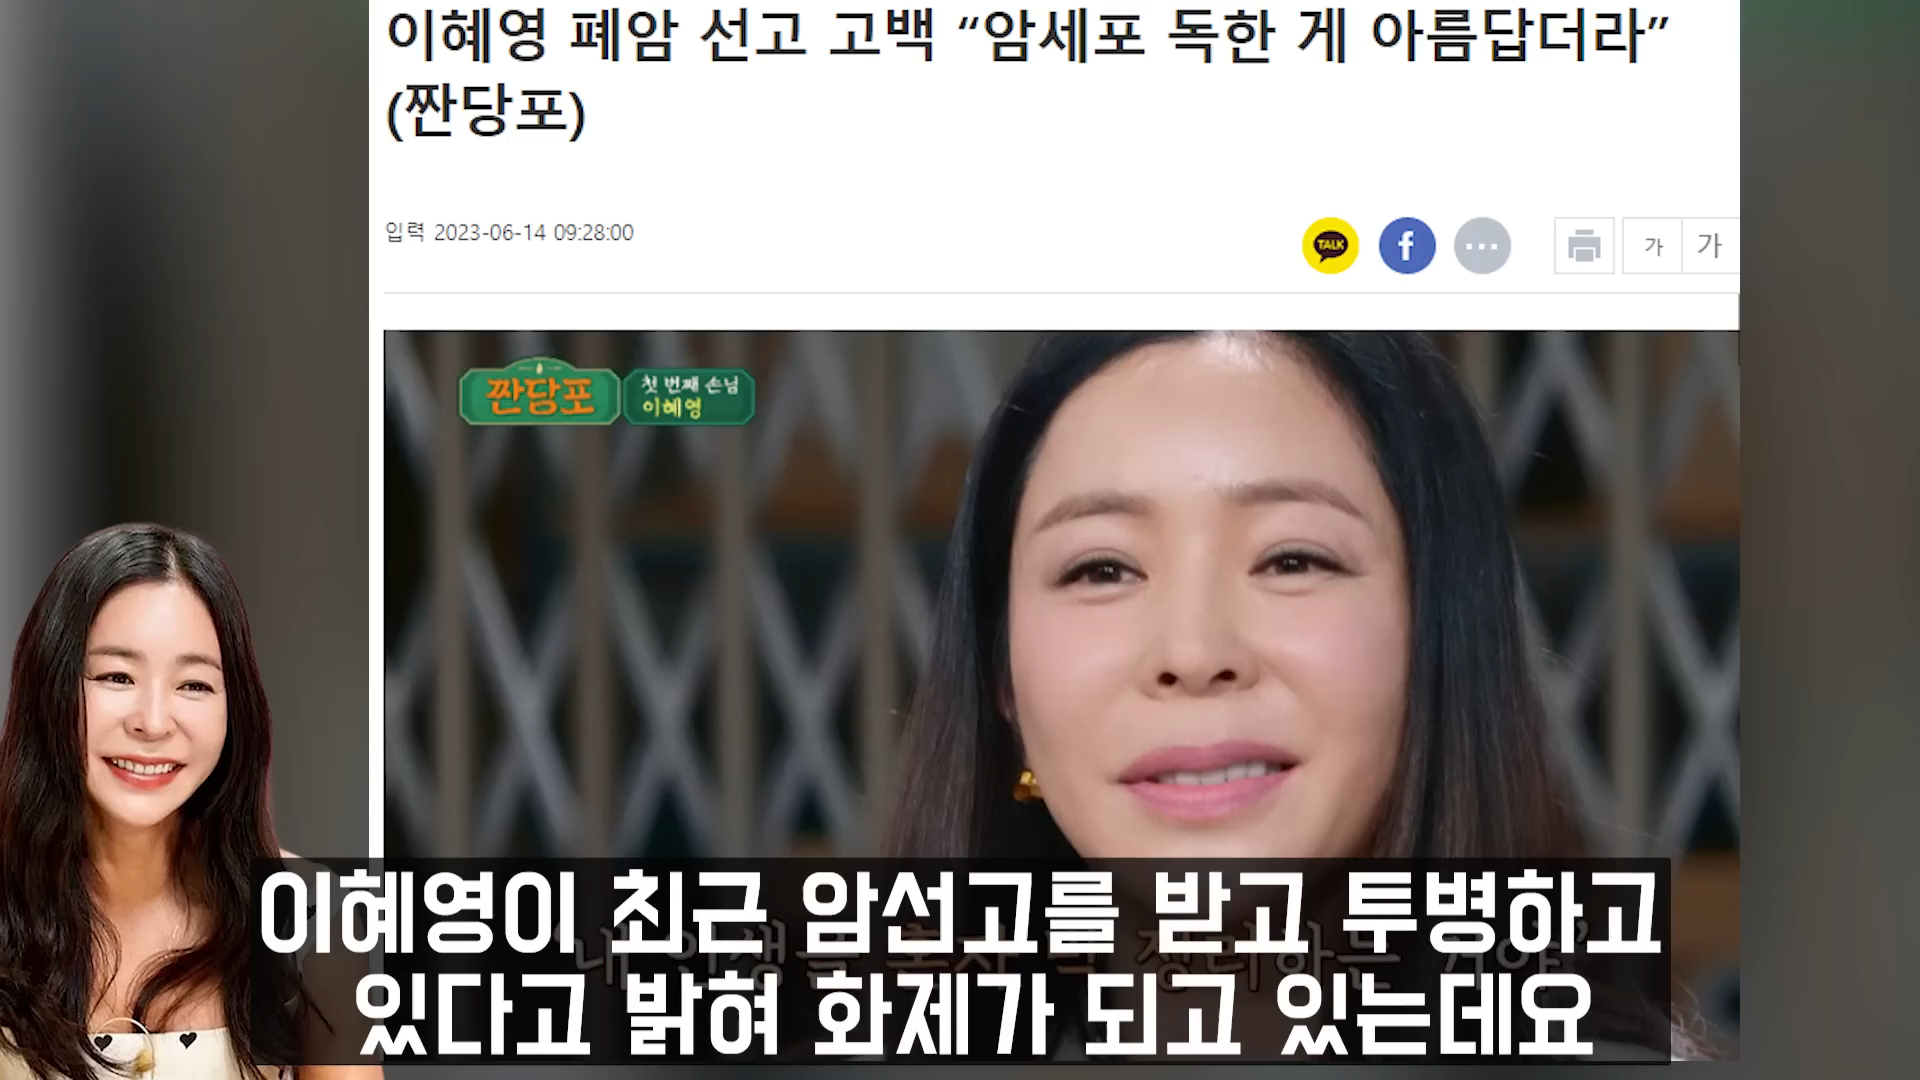 이혜영 폐암 선고 고백 “암세포 독한 게 아름답더라”
(짠당포)
입력 2023-06-14 09:28:00
TALK
f
가 가
짠당포
첫 번째 손님
이혜영
이혜영이 최근 암선고를 받고 투병하고
있다고 밝혀 화제가 되고 있는데요